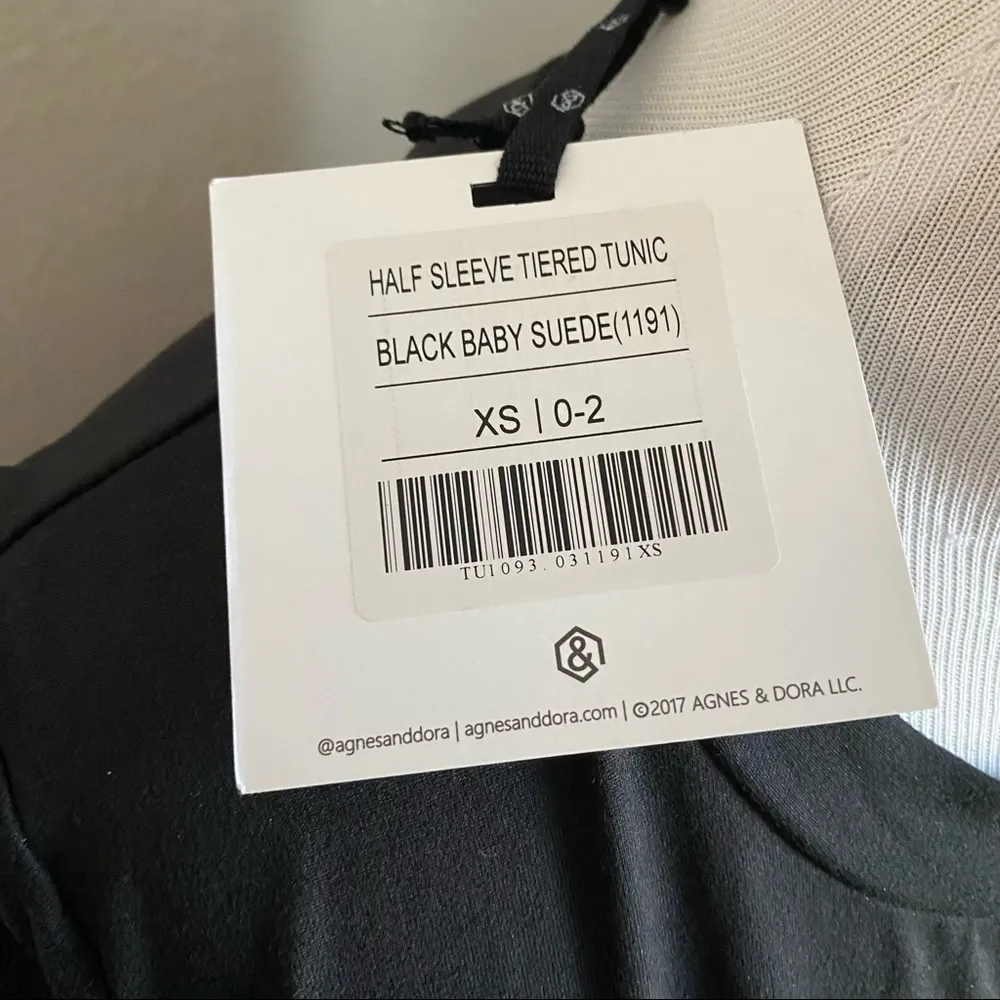 HALF SLEEVE TIERED TUNIC
BLACK BABY SUEDE(1191)
XS | 0-2
TU1093.031191XS
&
@agnesanddora | agnesanddora.com | ©2017 AGNES & DORA LLC.